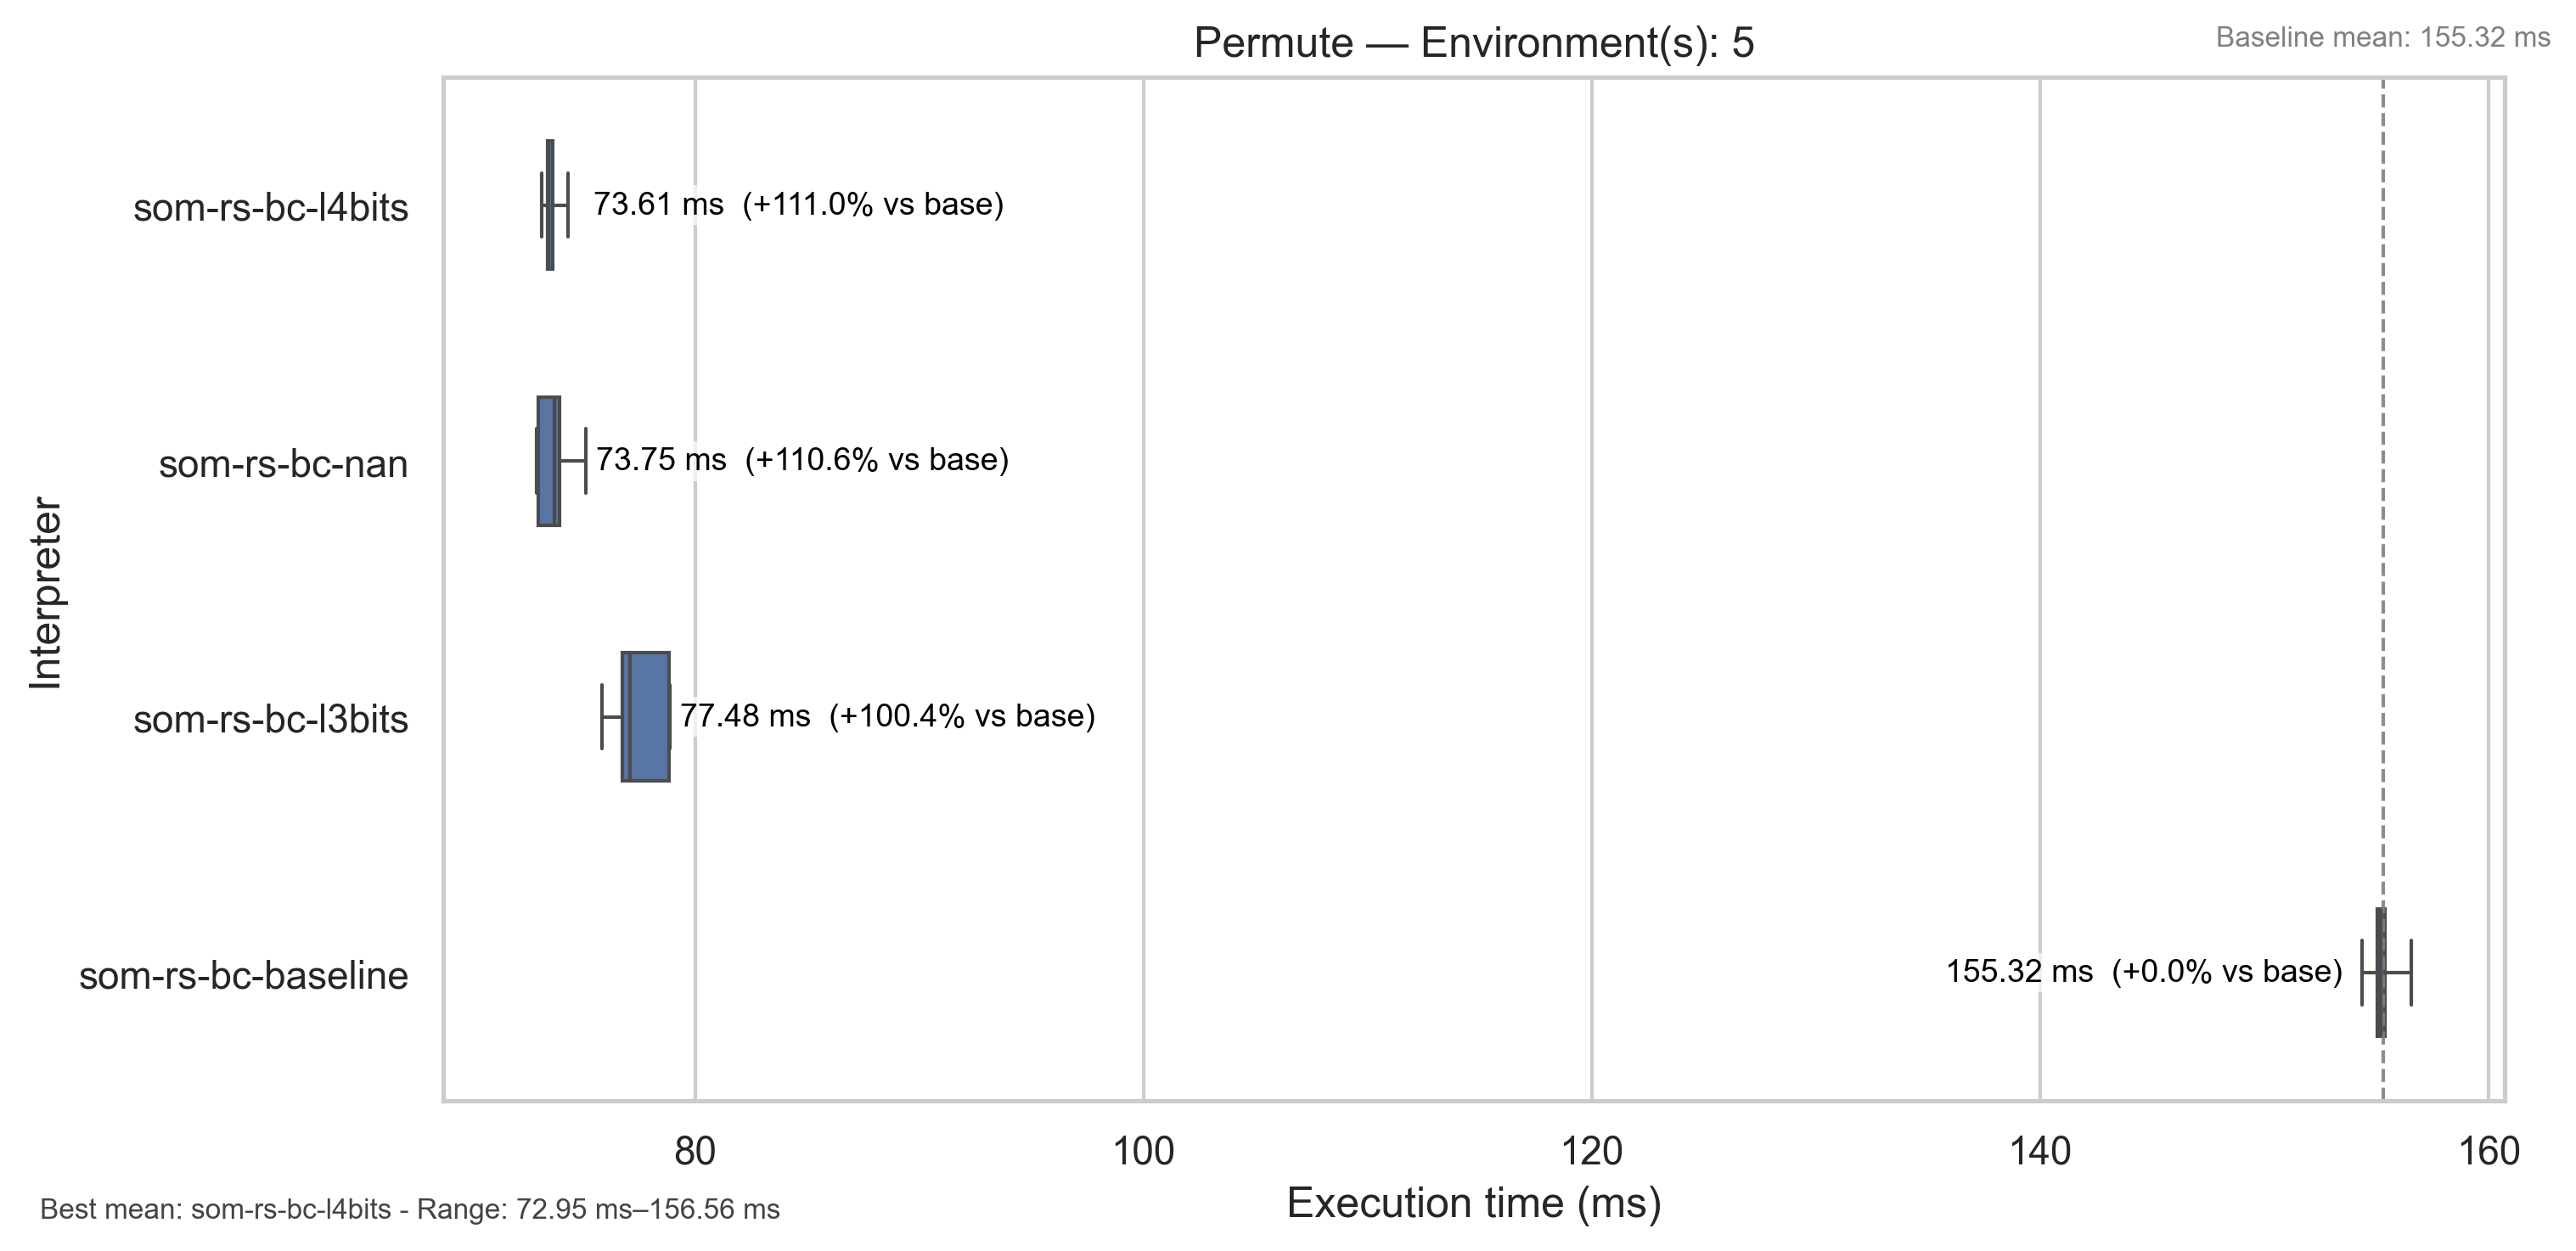 Permute — Environment(s): 5
Baseline mean: 155.32 ms
Interpreter
som-rs-bc-l4bits
73.61 ms  (+111.0% vs base)
som-rs-bc-nan
73.75 ms  (+110.6% vs base)
som-rs-bc-l3bits
77.48 ms  (+100.4% vs base)
som-rs-bc-baseline
155.32 ms  (+0.0% vs base)
80
100
120
140
160
Execution time (ms)
Best mean: som-rs-bc-l4bits - Range: 72.95 ms–156.56 ms